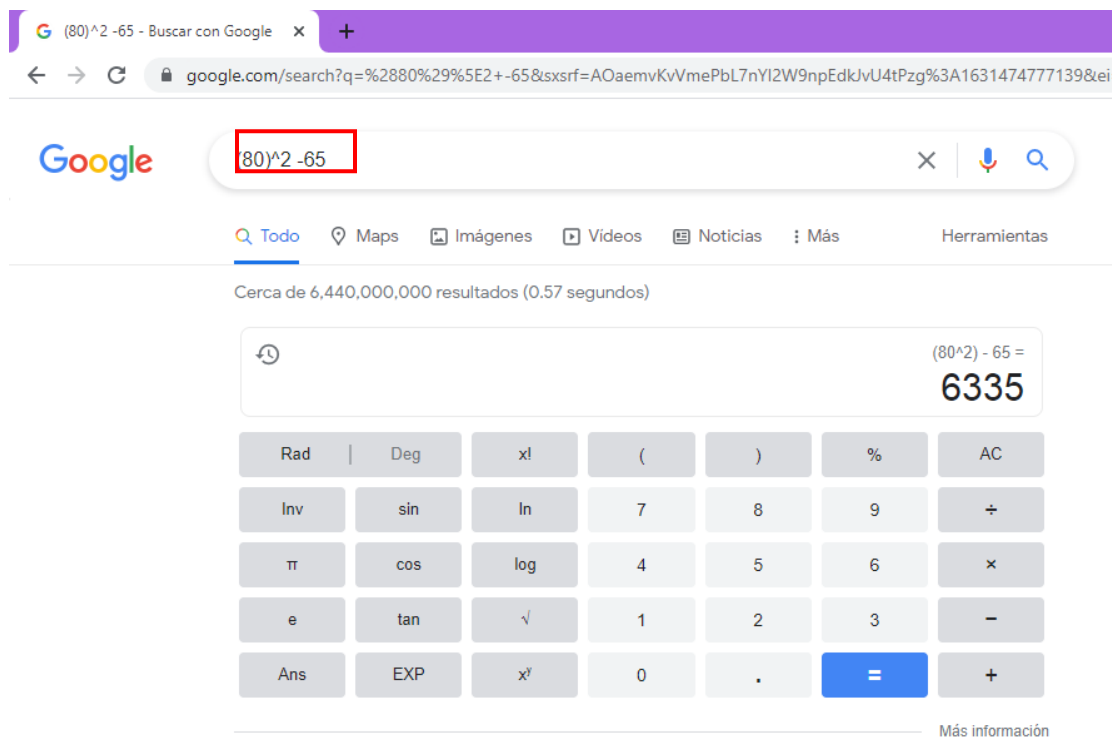 (80)^2 -65 - Buscar con Google
google.com/search?q=%2880%29%5E2+-65&sxsrf=AOaemvKvVmePbL7nYI2W9npEdkJvU4tPzg%3A1631474777139&ei
Google
(80)^2 -65
Todo Maps Imágenes Vídeos Noticias Más Herramientas
Cerca de 6,440,000,000 resultados (0.57 segundos)
(80^2) - 65 =
6335
Rad | Deg x! ( ) % AC
Inv sin ln 7 8 9 ÷
π cos log 4 5 6 ×
e tan √ 1 2 3 −
Ans EXP xʸ 0 . = +
Más información